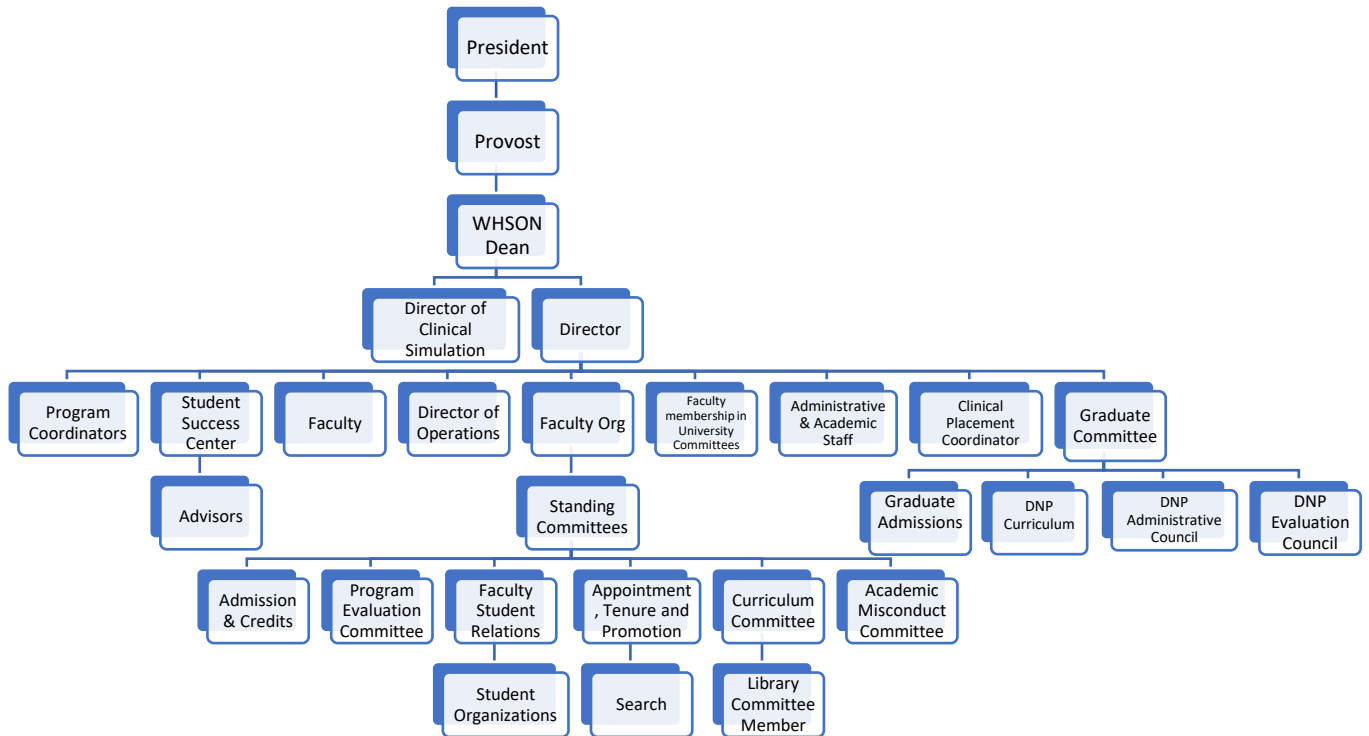 President
Provost
WHSON
Dean
Director of
Clinical
Simulation
Director
Program
Coordinators
Student
Success
Center
Faculty
Director of
Operations
Faculty Org
Faculty
membership in
University
Committees
Administrative
& Academic
Staff
Clinical
Placement
Coordinator
Graduate
Committee
Advisors
Standing
Committees
Graduate
Admissions
DNP
Curriculum
DNP
Administrative
Council
DNP
Evaluation
Council
Admission
& Credits
Program
Evaluation
Committee
Faculty
Student
Relations
Appointment
, Tenure and
Promotion
Curriculum
Committee
Academic
Misconduct
Committee
Student
Organizations
Search
Library
Committee
Member